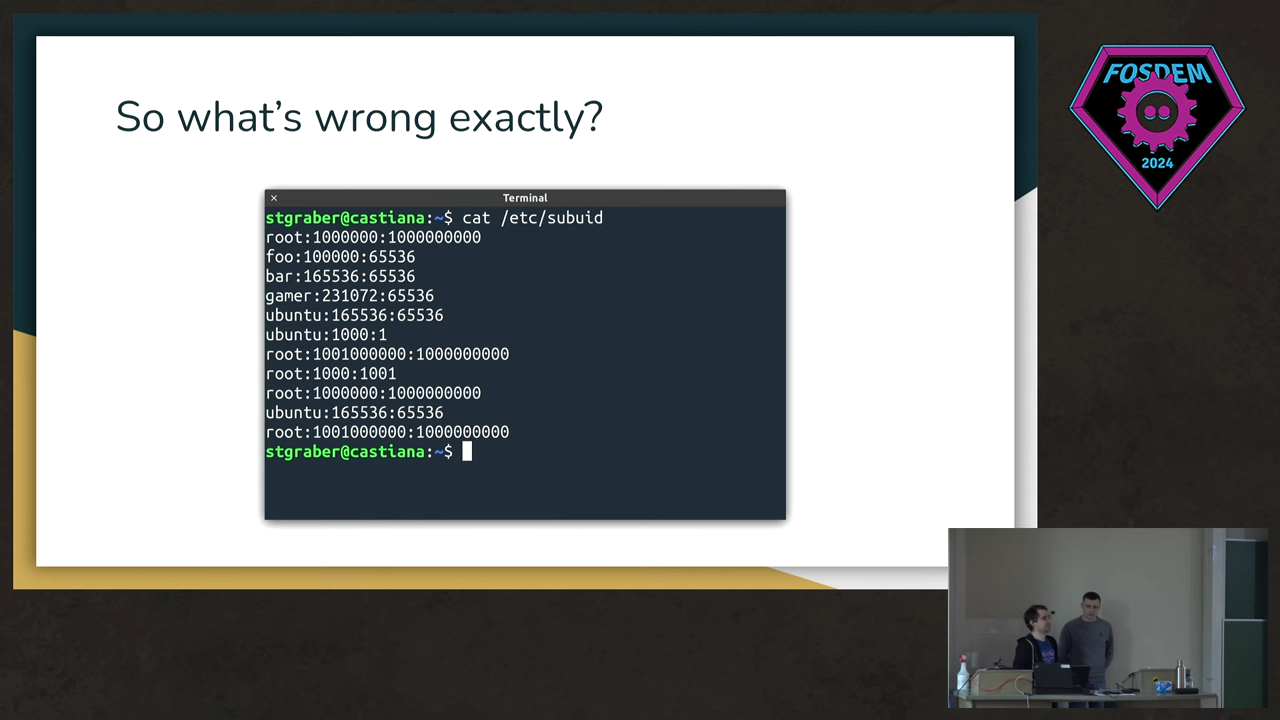 So what's wrong exactly?
× Terminal
stgraber@castiana:~$ cat /etc/subuid
root:1000000:1000000000
foo:100000:65536
bar:165536:65536
gamer:231072:65536
ubuntu:165536:65536
ubuntu:1000:1
root:1001000000:1000000000
root:1000:1001
root:1000000:1000000000
ubuntu:165536:65536
root:1001000000:1000000000
stgraber@castiana:~$
FOSDEM
2024